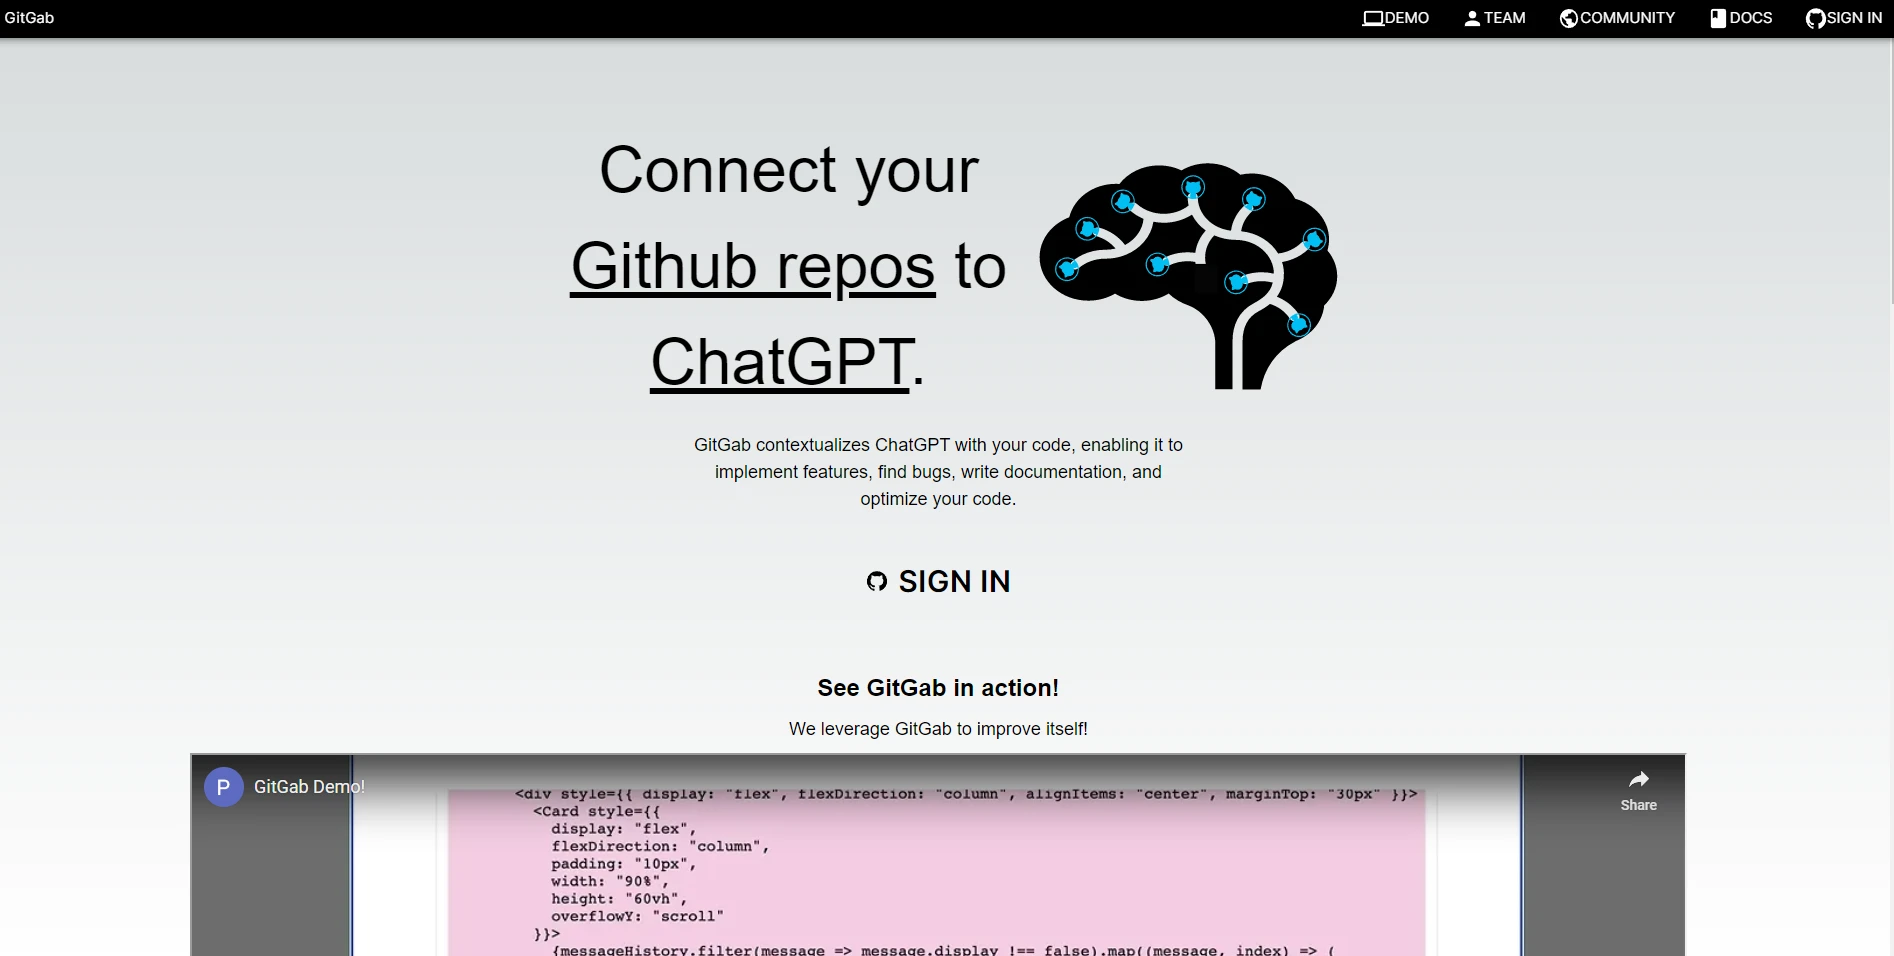 GitGab
DEMO
TEAM
COMMUNITY
DOCS
SIGN IN
Connect your
Github repos to
ChatGPT.
GitGab contextualizes ChatGPT with your code, enabling it to
implement features, find bugs, write documentation, and
optimize your code.
SIGN IN
See GitGab in action!
We leverage GitGab to improve itself!
P
GitGab Demo!
Share
<div style={{ display: "flex", flexDirection: "column", alignItems: "center", marginTop: "30px" }}>
<Card style={{
display: "flex",
flexDirection: "column",
padding: "10px",
width: "90%",
height: "60vh",
overflowY: "scroll"
}}>
{messageHistory.filter(message => message.display !== false).map((message, index) => (